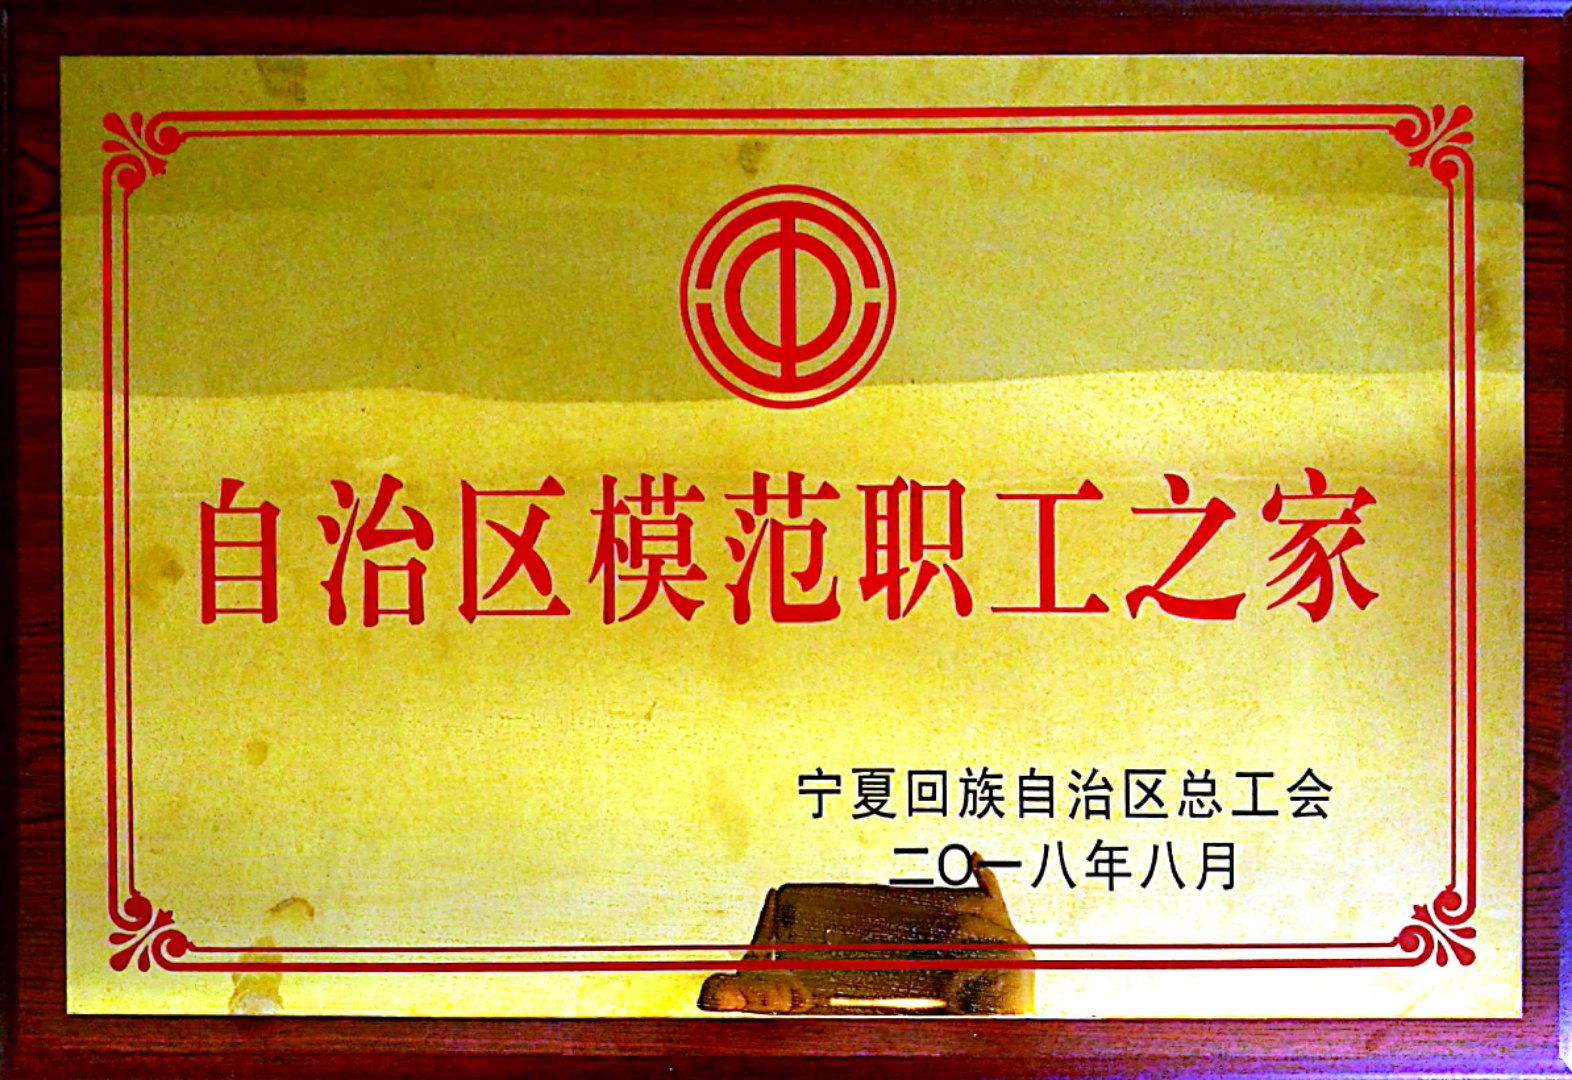 自治区模范职工之家
宁夏回族自治区总工会
二〇一八年八月